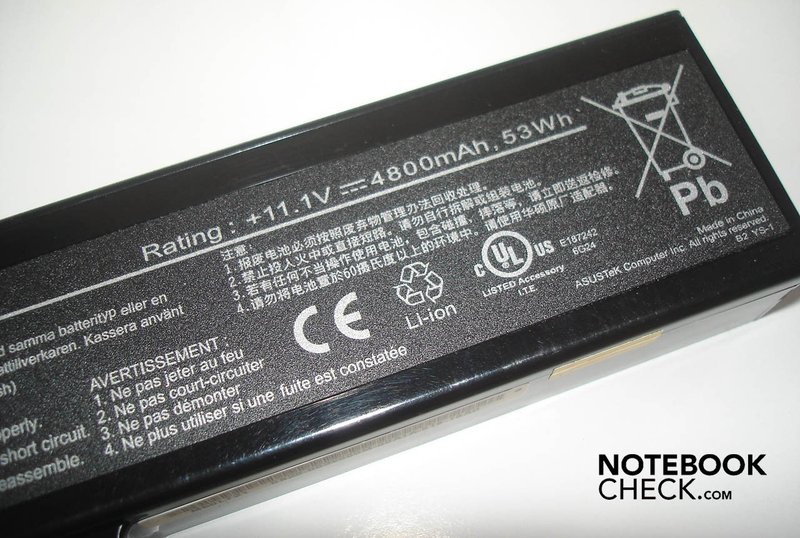 Rating : +11.1V ⎓ 4800mAh, 53Wh
注意:
1. 报废电池必须按照废弃物管理办法回收处理。
2. 禁止投入火中或直接短路。请勿自行拆解或组装电池。
3. 若有任何不当操作使用电池,包含碰撞、摔落等,请立即送返检修。
4. 请勿将电池置於60摄氏度以上的环境中,请使用华硕原厂适配器。
Pb
Made in China
ASUSTeK Computer Inc. All rights reserved.
B2 YS-1
C UL US
LISTED Accessory
I.T.E
E187242
6G24
CE
Li-ion
samma batterityp eller en
ttillverkaren. Kassera använt
sh)
AVERTISSEMENT :
1. Ne pas jeter au feu
2. Ne pas court-circuiter
3. Ne pas démonter
4. Ne plus utiliser si une fuite est constatée
operly.
short circuit.
eassemble.
NOTEBOOK
CHECK.COM